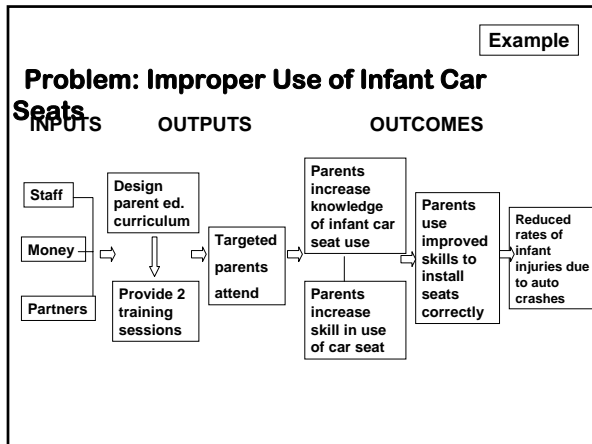 Example
Problem: Improper Use of Infant Car
Seats
INPUTS OUTPUTS OUTCOMES
Staff
Money
Partners
Design
parent ed.
curriculum
Provide 2
training
sessions
Targeted
parents
attend
Parents
increase
knowledge
of infant car
seat use
Parents
increase
skill in use
of car seat
Parents
use
improved
skills to
install
seats
correctly
Reduced
rates of
infant
injuries due
to auto
crashes